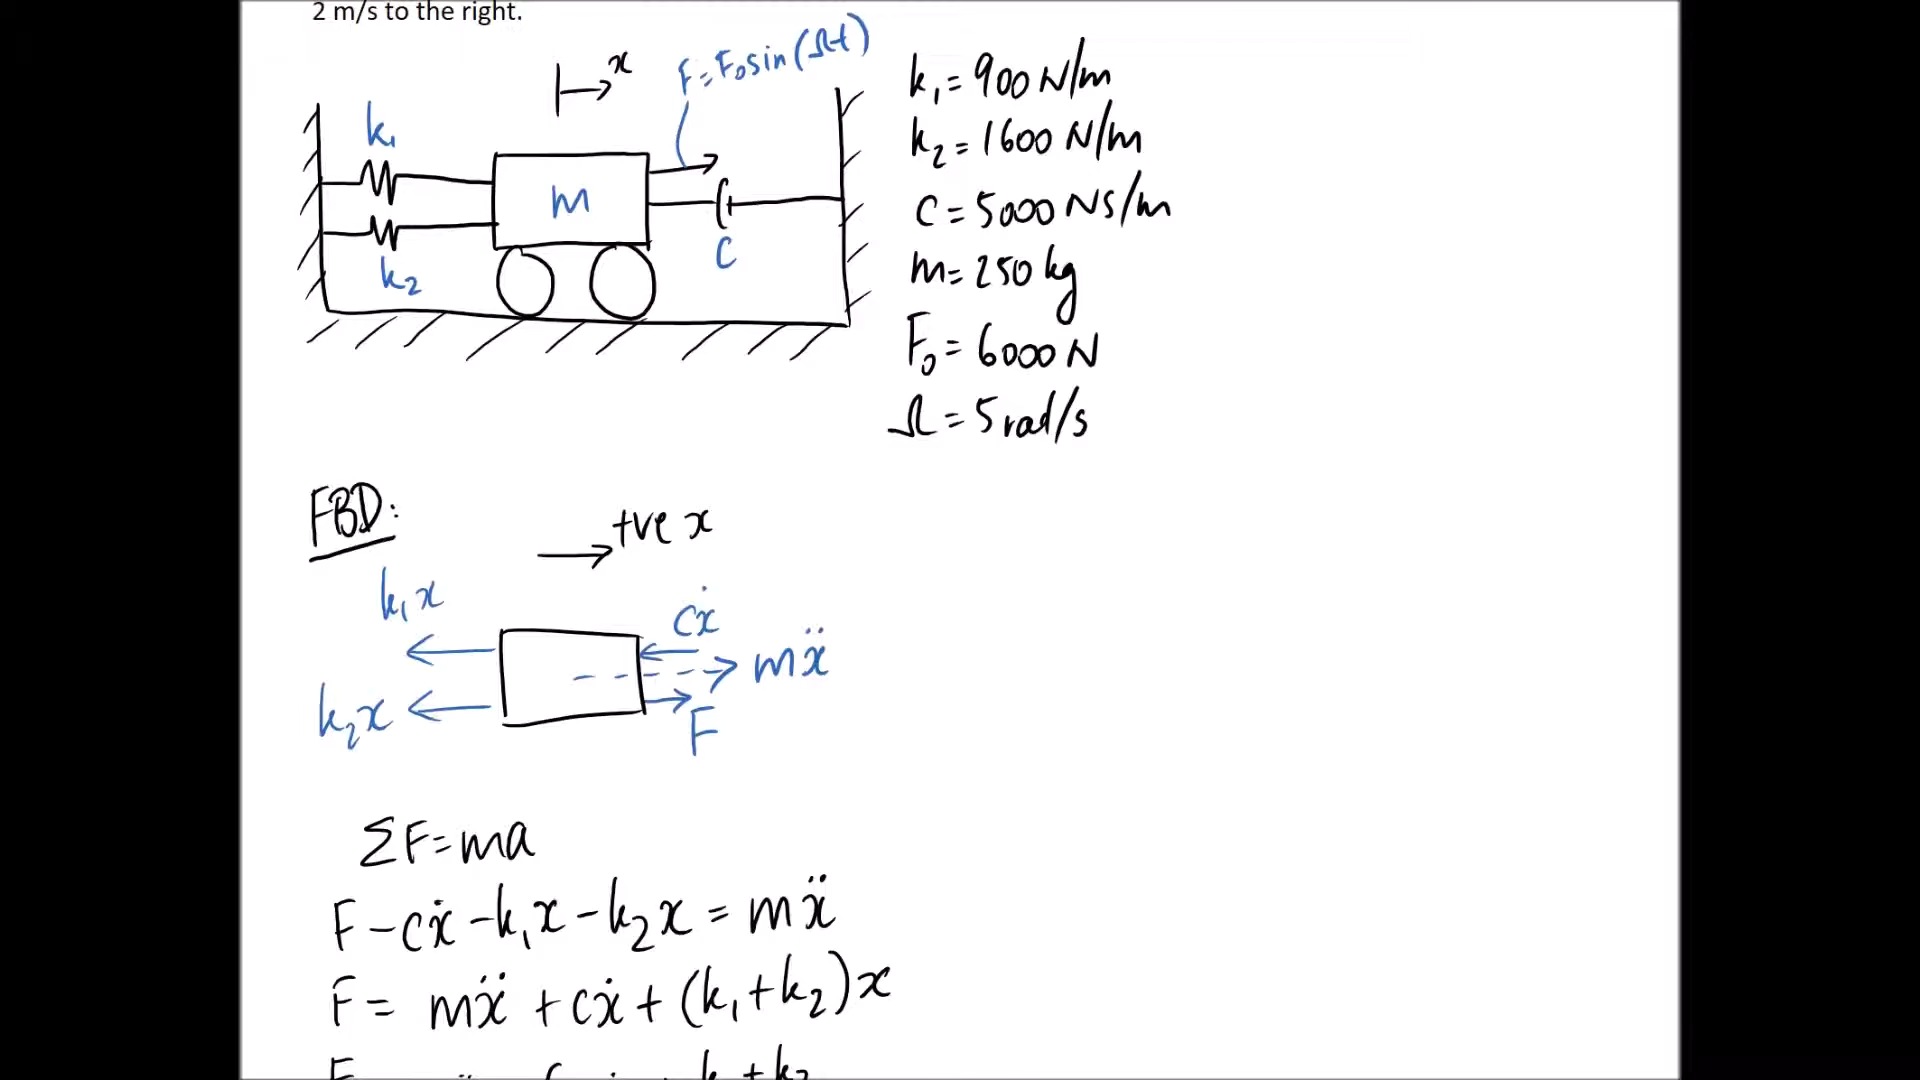 2 m/s to the right.
x
F=F₀sin(Ωt)
k₁
m
c
k₂
k₁=900 N/m
k₂=1600 N/m
C=5000 Ns/m
m=250 kg
F₀=6000 N
Ω=5 rad/s
FBD:
+ve x
k₁x
cẋ
mẍ
k₂x
F
ΣF=ma
F-cẋ-k₁x-k₂x=mẍ
F=mẍ+cẋ+(k₁+k₂)x